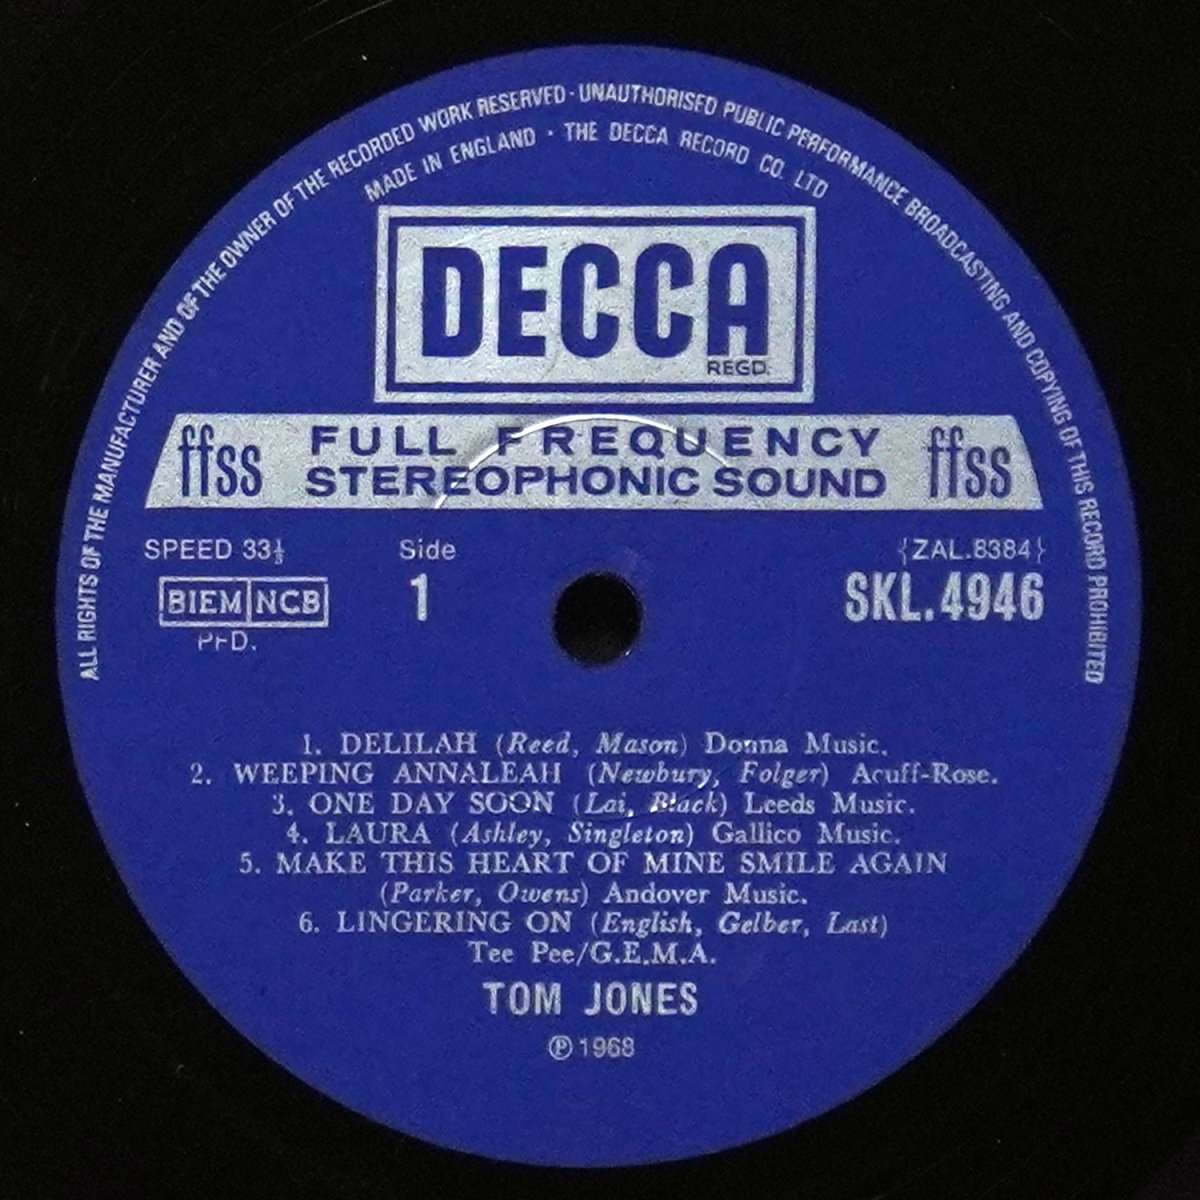 ALL RIGHTS OF THE MANUFACTURER AND OF THE OWNER OF THE RECORDED WORK RESERVED · UNAUTHORISED PUBLIC PERFORMANCE BROADCASTING AND COPYING OF THIS RECORD PROHIBITED
MADE IN ENGLAND · THE DECCA RECORD CO. LTD
DECCA
REGD.
ffss FULL FREQUENCY ffss
STEREOPHONIC SOUND
SPEED 33⅓ Side {ZAL.8384}
BIEM NCB 1 SKL.4946
PFD.
1. DELILAH (Reed, Mason) Donna Music.
2. WEEPING ANNALEAH (Newbury, Folger) Acuff-Rose.
3. ONE DAY SOON (Lai, Black) Leeds Music.
4. LAURA (Ashley, Singleton) Gallico Music.
5. MAKE THIS HEART OF MINE SMILE AGAIN
(Parker, Owens) Andover Music.
6. LINGERING ON (English, Gelber, Last)
Tee Pee/G.E.M.A.
TOM JONES
℗ 1968